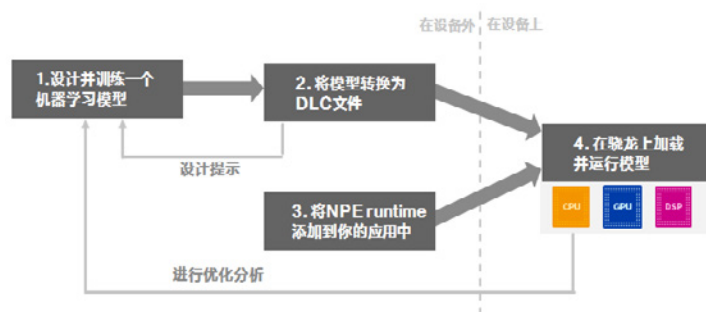 在设备外
在设备上
1.设计并训练一个
机器学习模型
2.将模型转换为
DLC文件
4.在骁龙上加载
并运行模型
设计提示
CPU
GPU
DSP
3.将NPE runtime
添加到你的应用中
进行优化分析